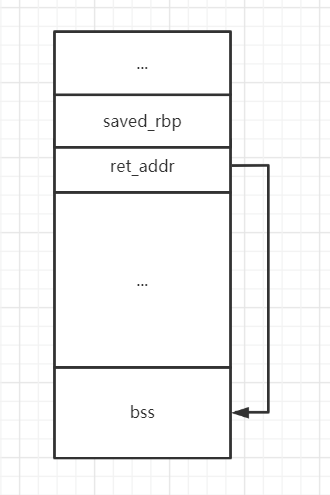 ...
saved_rbp
ret_addr
...
bss